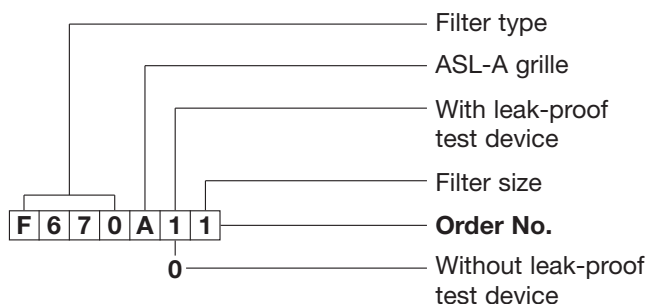 Filter type
ASL-A grille
With leak-proof
test device
Filter size
F 6 7 0 A 1 1
Order No.
0
Without leak-proof
test device